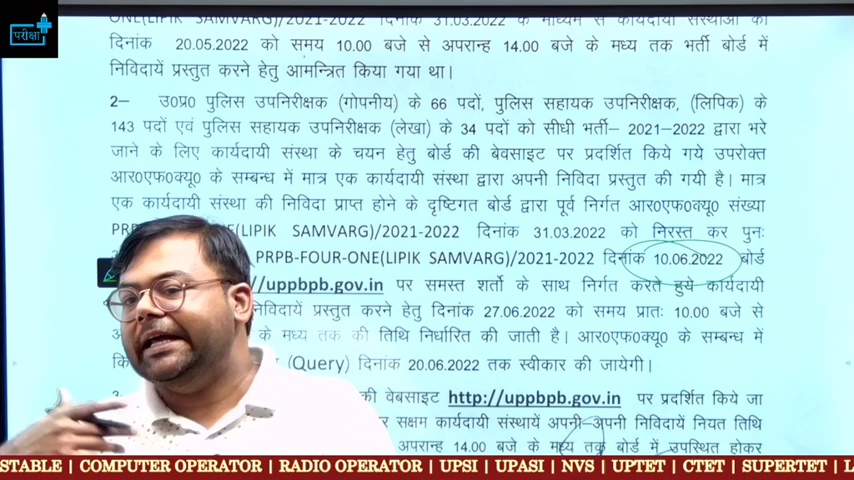 परीक्षा
ONE(LIPIK SAMVARG)/2021-2022 दिनांक 31.03.2022 के माध्यम से कार्यदायी संस्थाओं को
दिनांक 20.05.2022 को समय 10.00 बजे से अपरान्ह 14.00 बजे के मध्य तक भर्ती बोर्ड में
निविदायें प्रस्तुत करने हेतु आमन्त्रित किया गया था।
2— उ0प्र0 पुलिस उपनिरीक्षक (गोपनीय) के 66 पदों, पुलिस सहायक उपनिरीक्षक, (लिपिक) के
143 पदों एवं पुलिस सहायक उपनिरीक्षक (लेखा) के 34 पदों को सीधी भर्ती— 2021—2022 द्वारा भरे
जाने के लिए कार्यदायी संस्था के चयन हेतु बोर्ड की बेवसाइट पर प्रदर्शित किये गये उपरोक्त
आर0एफ0क्यू0 के सम्बन्ध में मात्र एक कार्यदायी संस्था द्वारा अपनी निविदा प्रस्तुत की गयी है। मात्र
एक कार्यदायी संस्था की निविदा प्राप्त होने के दृष्टिगत बोर्ड द्वारा पूर्व निर्गत आर0एफ0क्यू0 संख्या
(LIPIK SAMVARG)/2021-2022 दिनांक 31.03.2022 को निरस्त कर पुनः
PRPB-FOUR-ONE(LIPIK SAMVARG)/2021-2022 दिनांक 10.06.2022 बोर्ड
//uppbpb.gov.in पर समस्त शर्तो के साथ निर्गत करते हुये कार्यदायी
निविदायें प्रस्तुत करने हेतु दिनांक 27.06.2022 को समय प्रातः 10.00 बजे से
के मध्य तक की तिथि निर्धारित की जाती है। आर0एफ0क्यू0 के सम्बन्ध में
(Query) दिनांक 20.06.2022 तक स्वीकार की जायेगी।
की वेबसाइट http://uppbpb.gov.in पर प्रदर्शित किये जा
सक्षम कार्यदायी संस्थायें अपनी—अपनी निविदायें नियत तिथि
अपरान्ह 14.00 बजे के मध्य तक बोर्ड में उपस्थित होकर
STABLE | COMPUTER OPERATOR | RADIO OPERATOR | UPSI | UPASI | NVS | UPTET | CTET | SUPERTET |